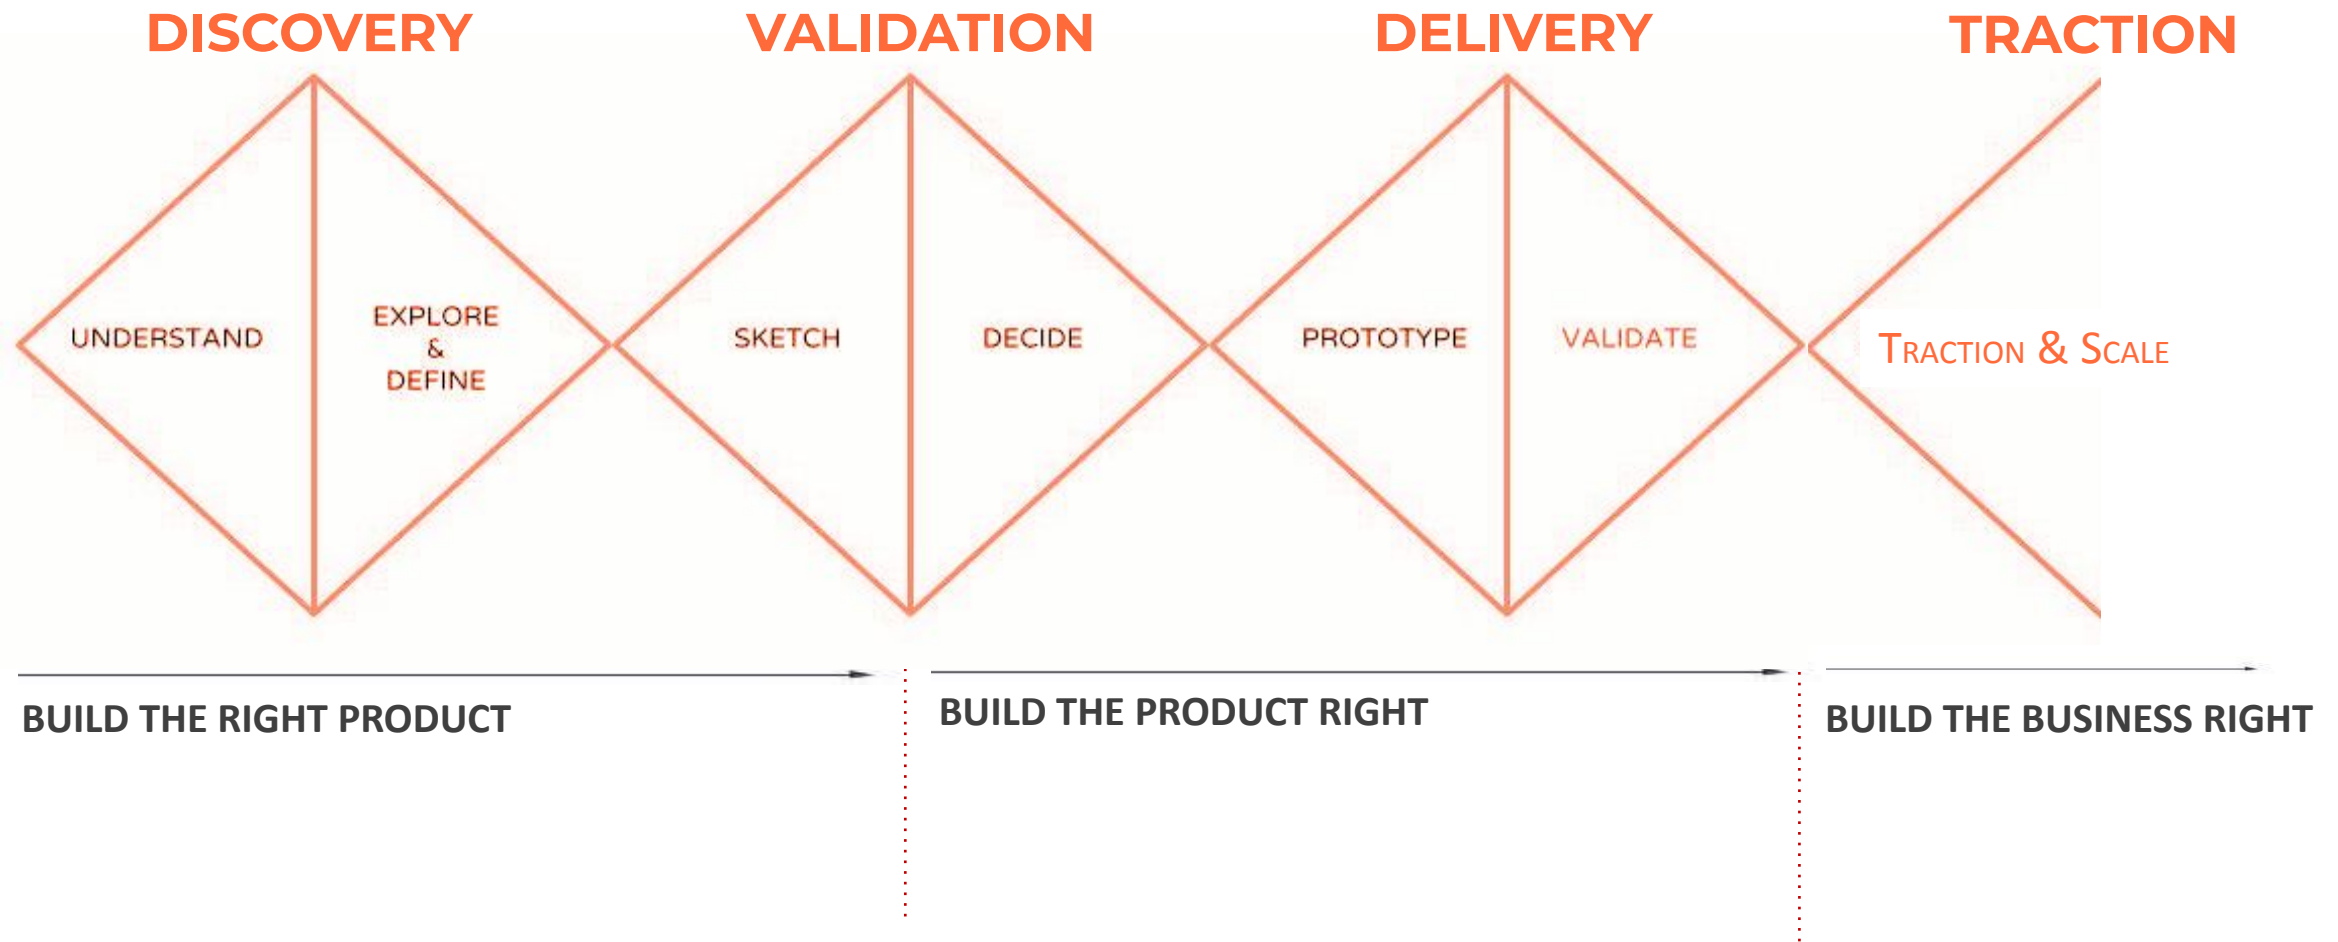 DISCOVERY
VALIDATION
DELIVERY
TRACTION
UNDERSTAND
EXPLORE
&
DEFINE
SKETCH
DECIDE
PROTOTYPE
VALIDATE
TRACTION & SCALE
BUILD THE RIGHT PRODUCT
BUILD THE PRODUCT RIGHT
BUILD THE BUSINESS RIGHT